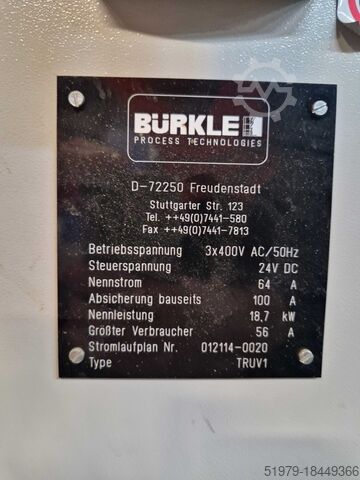 BÜRKLE
PROCESS TECHNOLOGIES
D-72250 Freudenstadt
Stuttgarter Str. 123
Tel. ++49(0)7441-580
Fax ++49(0)7441-7813
Betriebsspannung 3x400V AC/50Hz
Steuerspannung 24V DC
Nennstrom 64 A
Absicherung bauseits 100 A
Nennleistung 18,7 kW
Größter Verbraucher 56 A
Stromlaufplan Nr. 012114-0020
Type TRUV1
51979-18449366